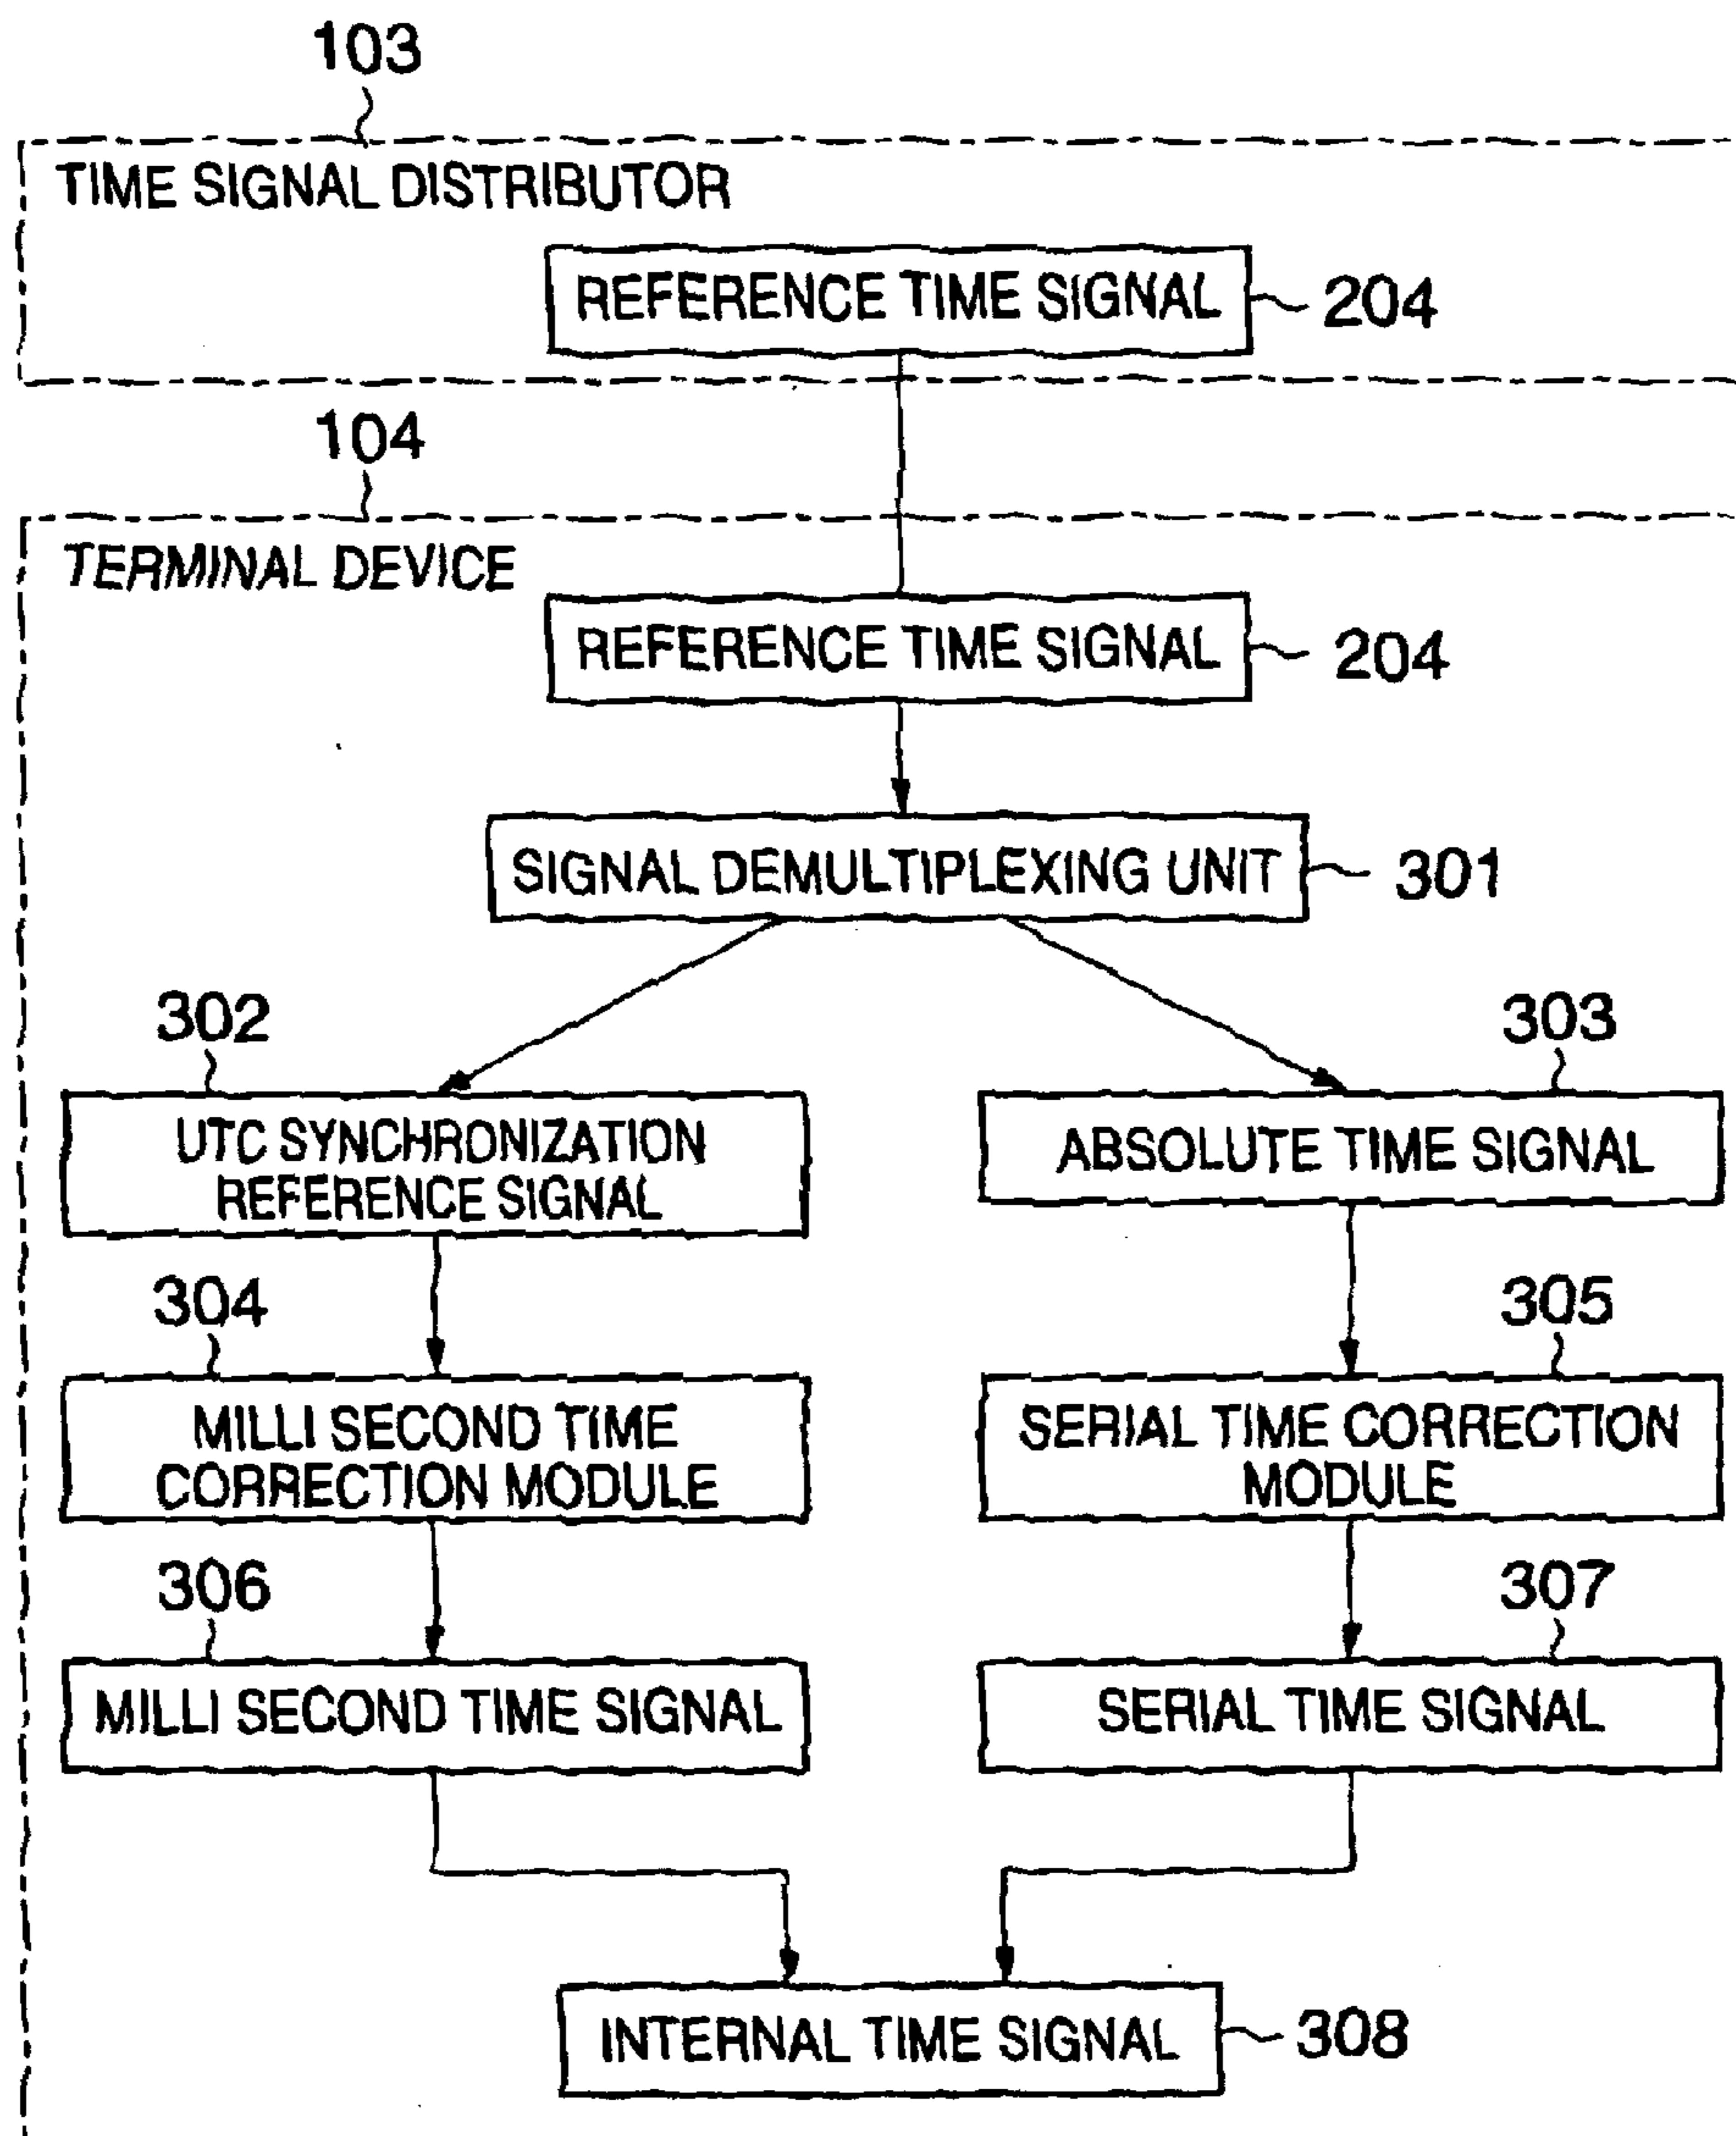 103
TIME SIGNAL DISTRIBUTOR
REFERENCE TIME SIGNAL
204
104
TERMINAL DEVICE
REFERENCE TIME SIGNAL
204
SIGNAL DEMULTIPLEXING UNIT
301
302
303
UTC SYNCHRONIZATION
REFERENCE SIGNAL
ABSOLUTE TIME SIGNAL
304
305
MILLI SECOND TIME
CORRECTION MODULE
SERIAL TIME CORRECTION
MODULE
306
307
MILLI SECOND TIME SIGNAL
SERIAL TIME SIGNAL
INTERNAL TIME SIGNAL
308